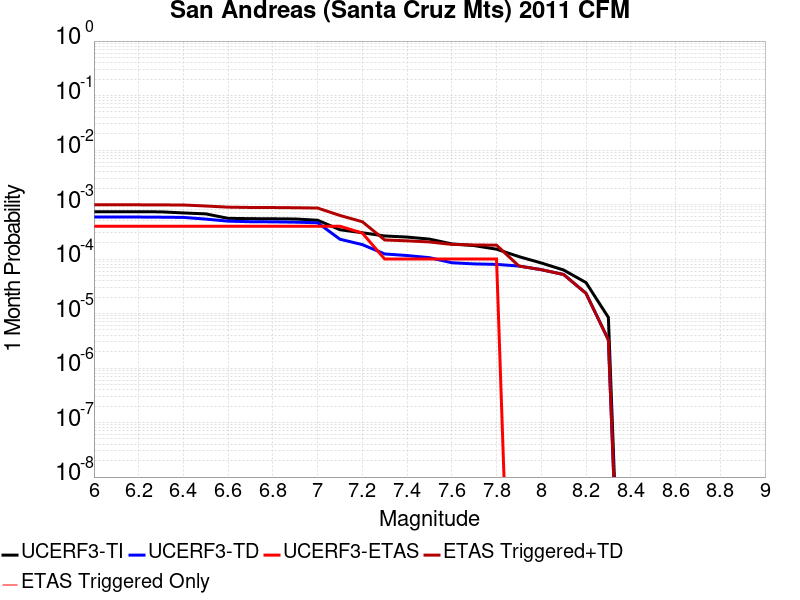 San Andreas (Santa Cruz Mts) 2011 CFM
1 Month Probability
10^0
10^-1
10^-2
10^-3
10^-4
10^-5
10^-6
10^-7
10^-8
6 6.2 6.4 6.6 6.8 7 7.2 7.4 7.6 7.8 8 8.2 8.4 8.6 8.8 9
Magnitude
UCERF3-TI UCERF3-TD UCERF3-ETAS ETAS Triggered+TD
ETAS Triggered Only